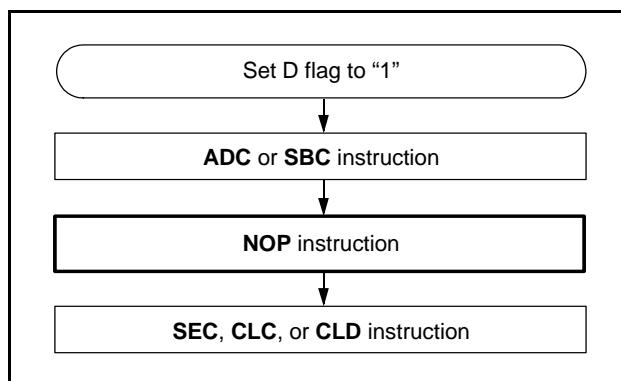 Set D flag to “1”
ADC or SBC instruction
NOP instruction
SEC, CLC, or CLD instruction